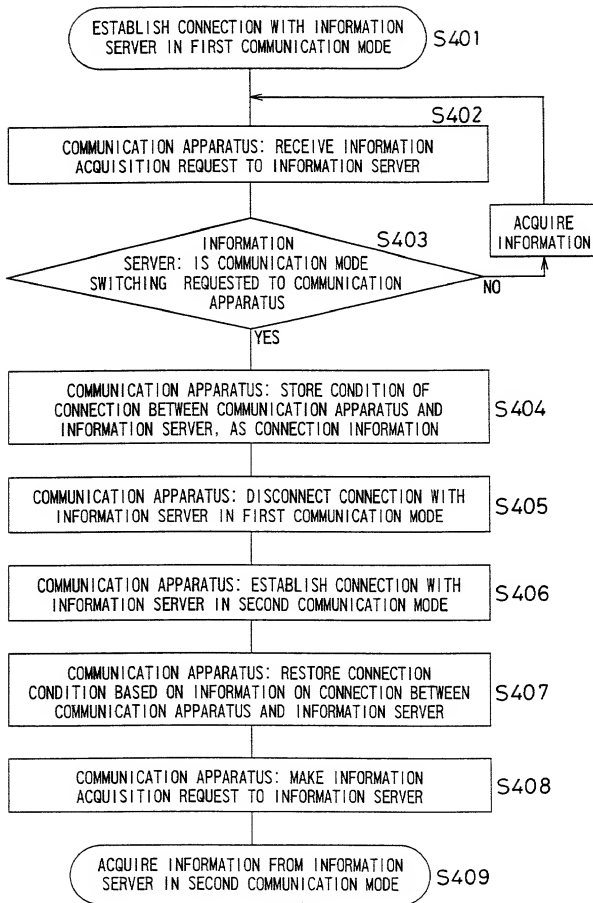 ESTABLISH CONNECTION WITH INFORMATION
SERVER IN FIRST COMMUNICATION MODE
S401
S402
COMMUNICATION APPARATUS: RECEIVE INFORMATION
ACQUISITION REQUEST TO INFORMATION SERVER
S403
INFORMATION
SERVER: IS COMMUNICATION MODE
SWITCHING REQUESTED TO COMMUNICATION
APPARATUS
ACQUIRE
INFORMATION
NO
YES
COMMUNICATION APPARATUS: STORE CONDITION OF
CONNECTION BETWEEN COMMUNICATION APPARATUS AND
INFORMATION SERVER, AS CONNECTION INFORMATION
S404
COMMUNICATION APPARATUS: DISCONNECT CONNECTION WITH
INFORMATION SERVER IN FIRST COMMUNICATION MODE
S405
COMMUNICATION APPARATUS: ESTABLISH CONNECTION WITH
INFORMATION SERVER IN SECOND COMMUNICATION MODE
S406
COMMUNICATION APPARATUS: RESTORE CONNECTION
CONDITION BASED ON INFORMATION ON CONNECTION BETWEEN
COMMUNICATION APPARATUS AND INFORMATION SERVER
S407
COMMUNICATION APPARATUS: MAKE INFORMATION
ACQUISITION REQUEST TO INFORMATION SERVER
S408
ACQUIRE INFORMATION FROM INFORMATION
SERVER IN SECOND COMMUNICATION MODE
S409